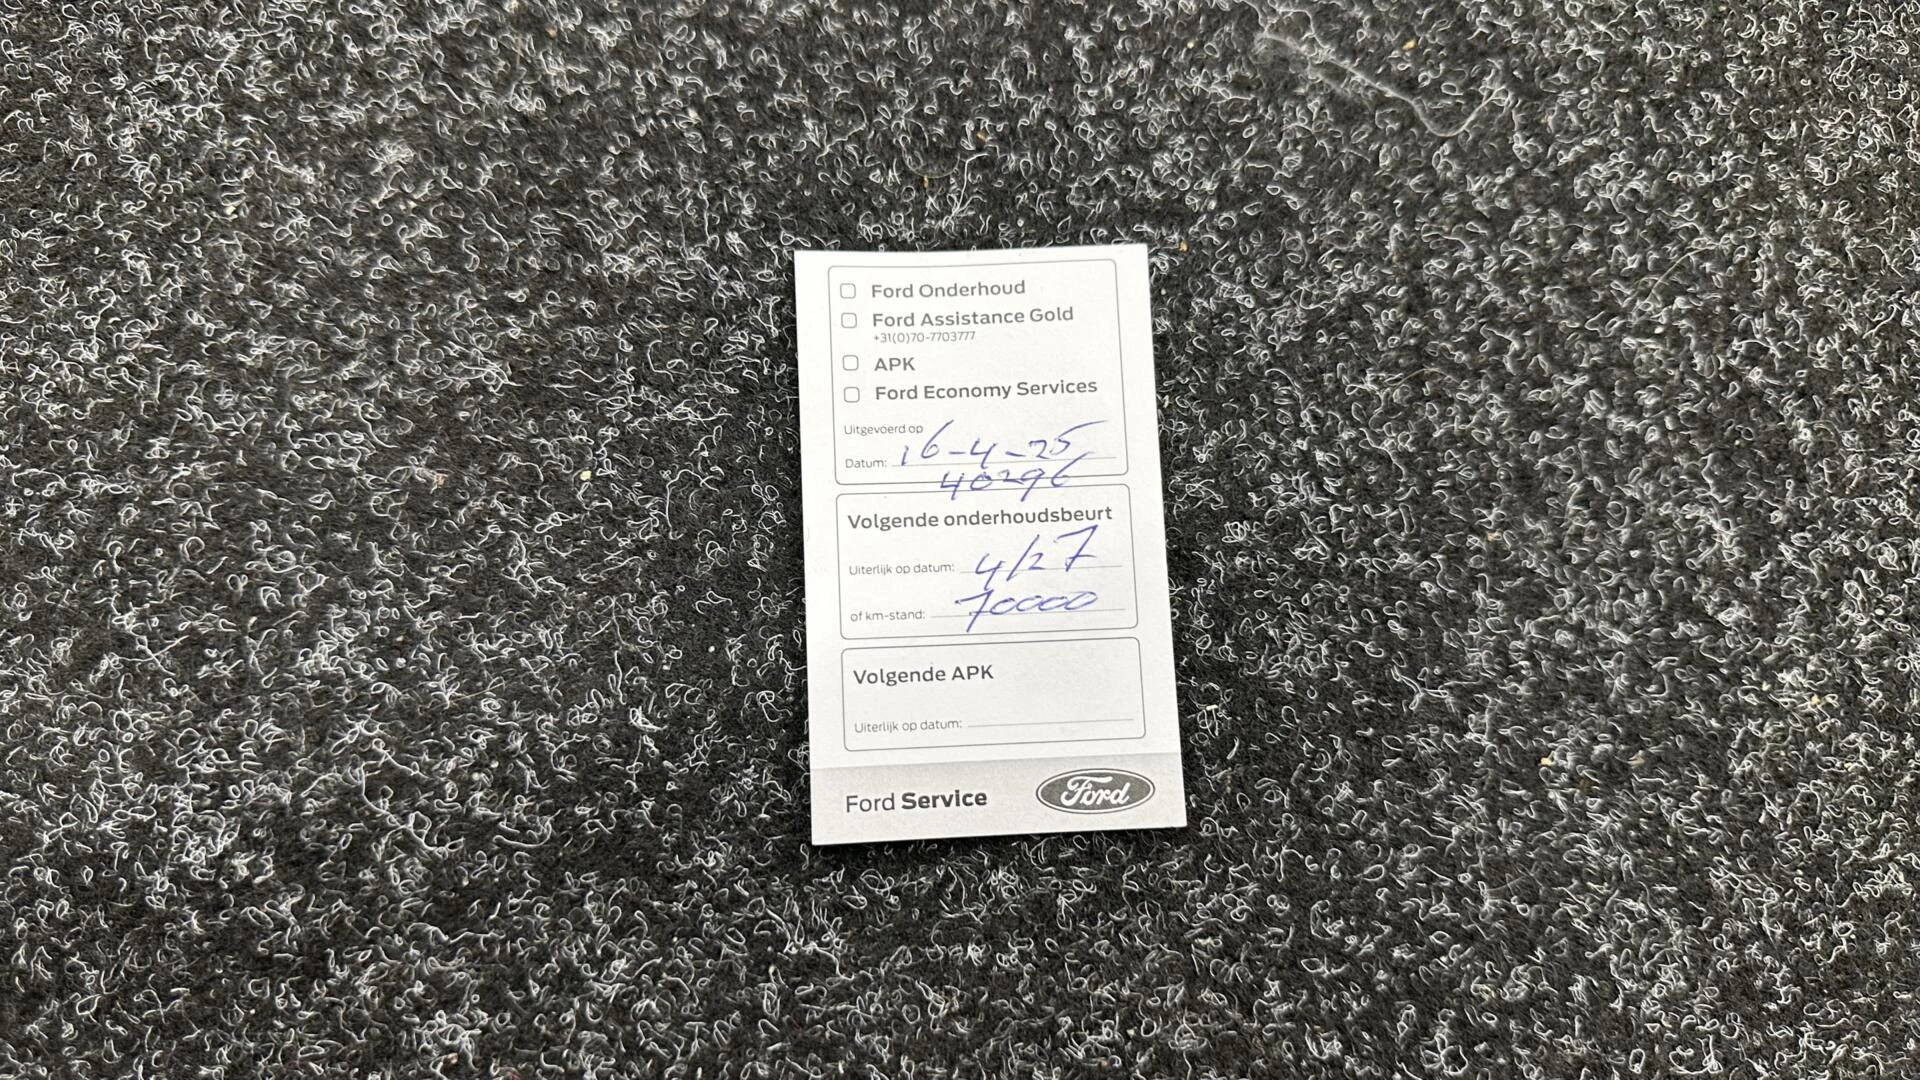 Ford Onderhoud
Ford Assistance Gold
+31(0)70-7703777
APK
Ford Economy Services
Uitgevoerd op
Datum: 16-4-25
40296
Volgende onderhoudsbeurt
Uiterlijk op datum: 4/27
of km-stand: 70000
Volgende APK
Uiterlijk op datum:
Ford Service Ford